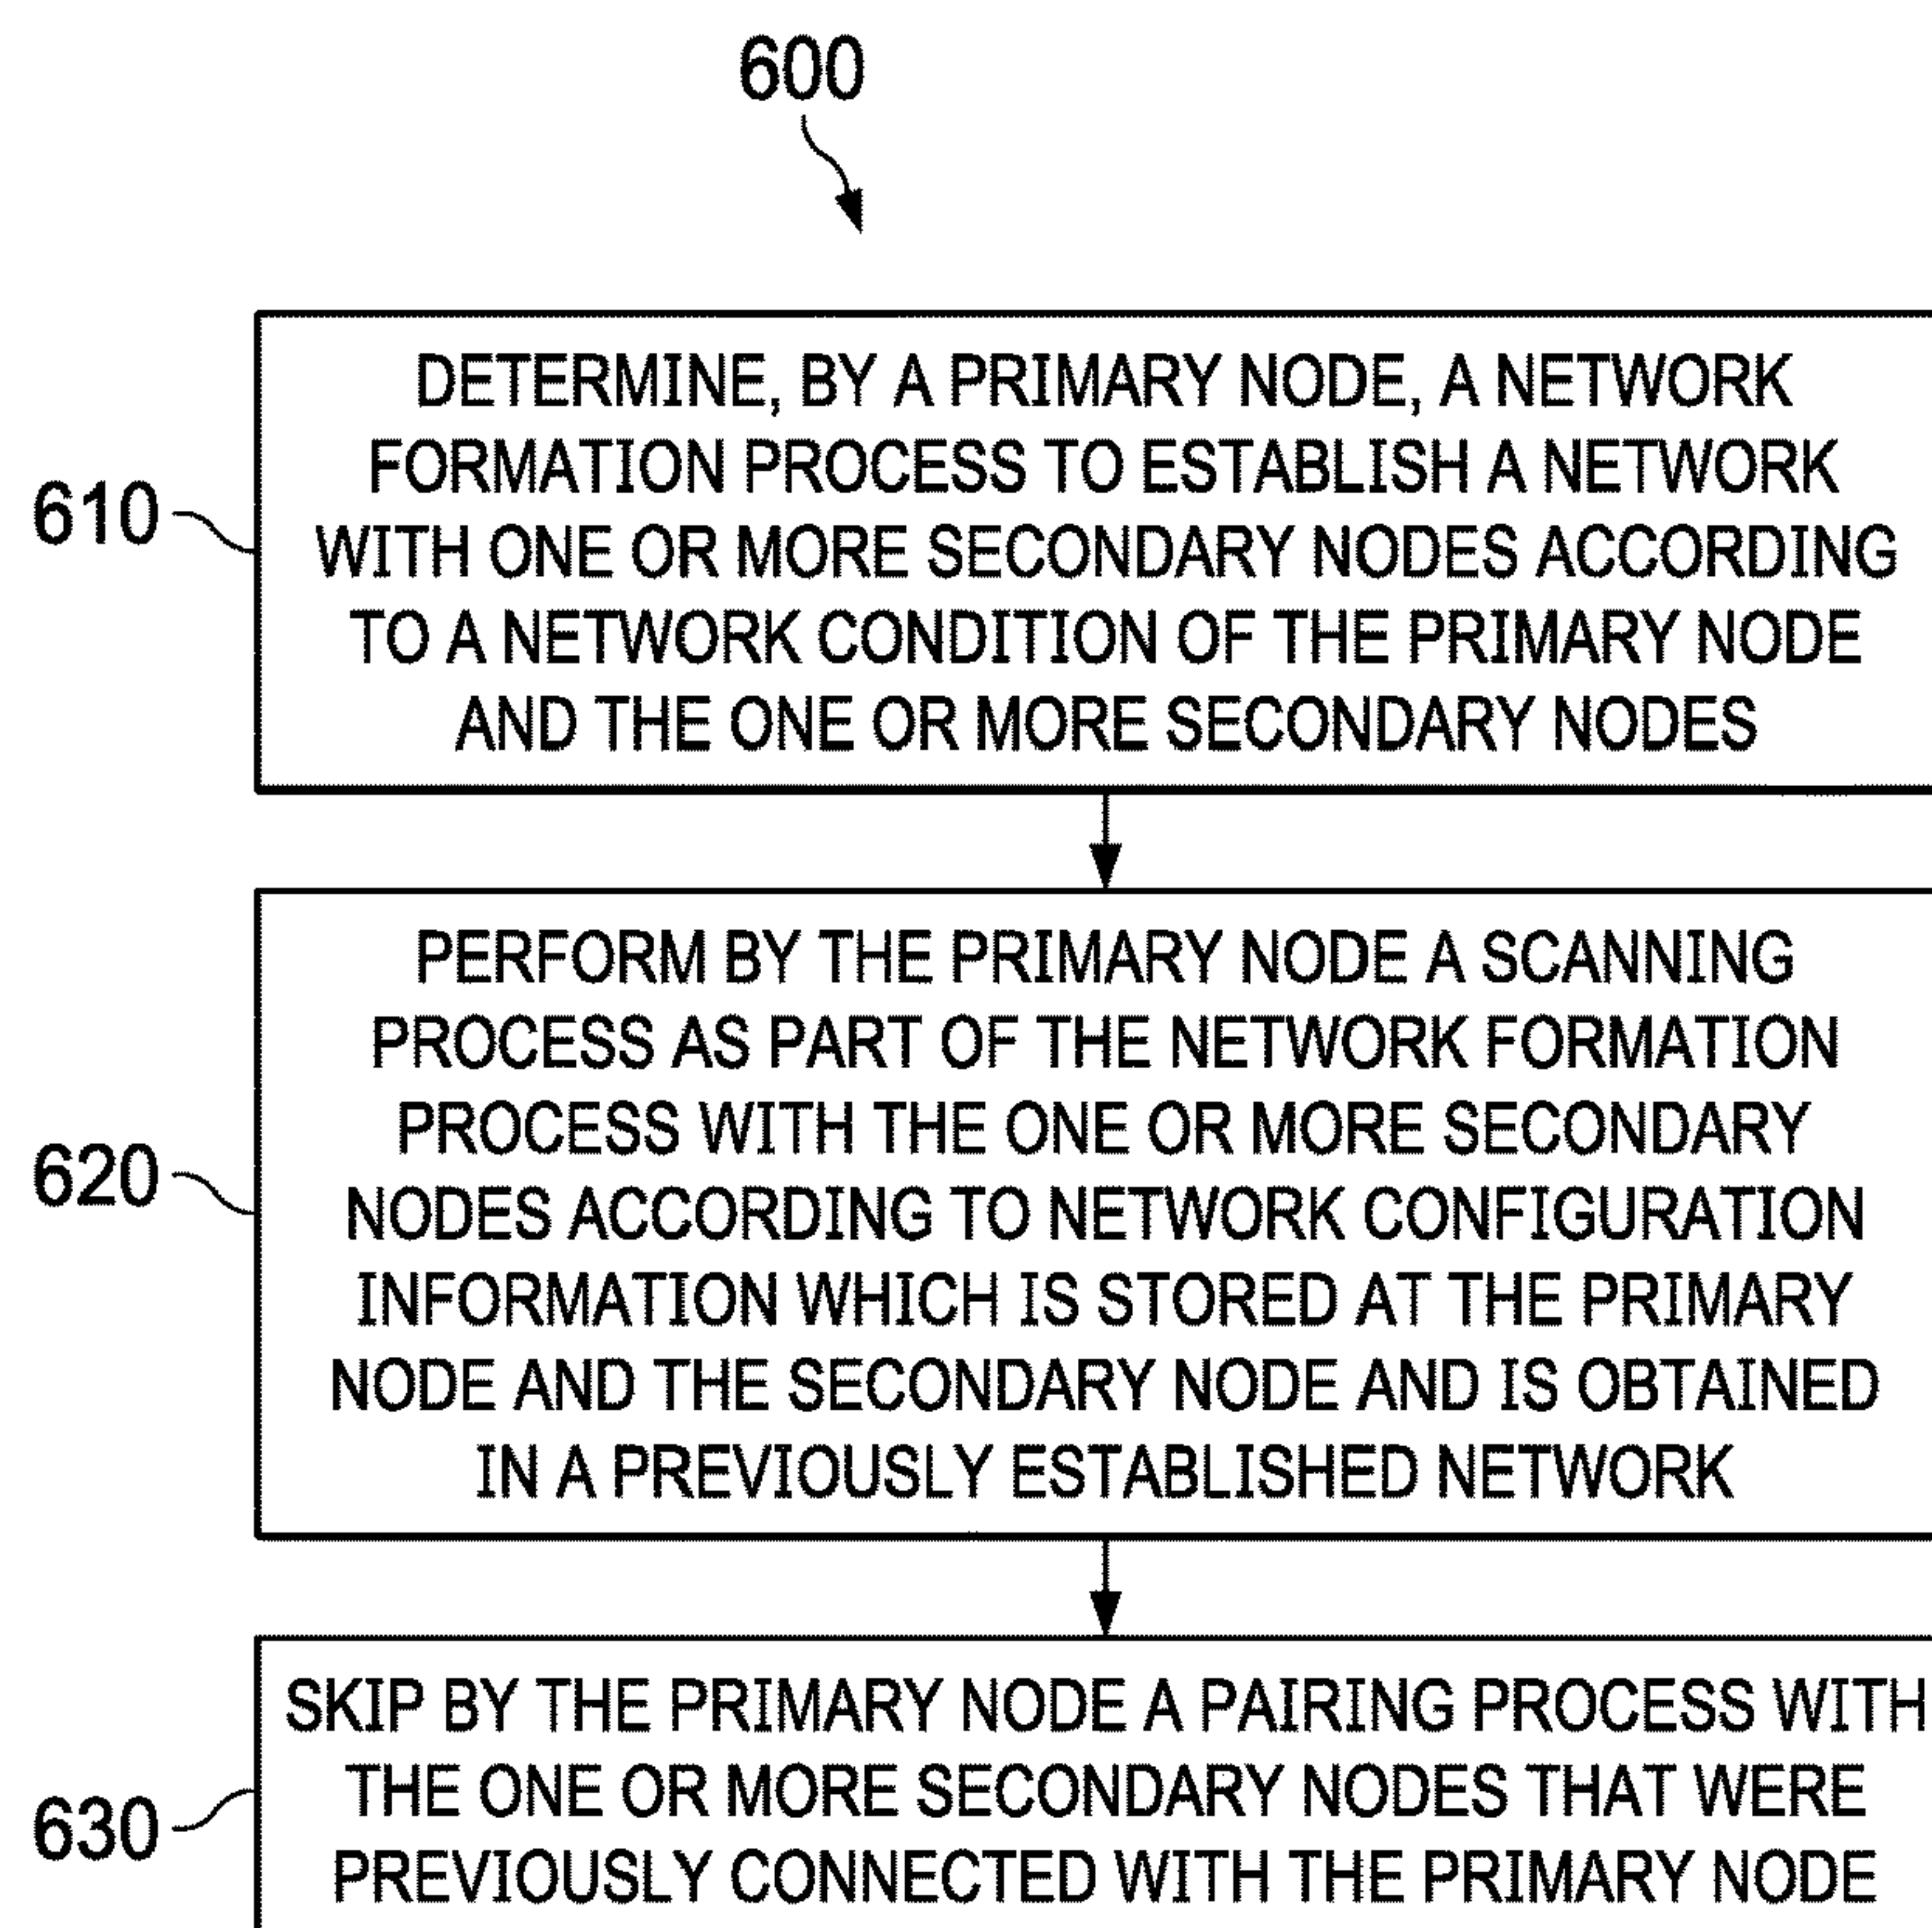 600
610
DETERMINE, BY A PRIMARY NODE, A NETWORK
FORMATION PROCESS TO ESTABLISH A NETWORK
WITH ONE OR MORE SECONDARY NODES ACCORDING
TO A NETWORK CONDITION OF THE PRIMARY NODE
AND THE ONE OR MORE SECONDARY NODES
620
PERFORM BY THE PRIMARY NODE A SCANNING
PROCESS AS PART OF THE NETWORK FORMATION
PROCESS WITH THE ONE OR MORE SECONDARY
NODES ACCORDING TO NETWORK CONFIGURATION
INFORMATION WHICH IS STORED AT THE PRIMARY
NODE AND THE SECONDARY NODE AND IS OBTAINED
IN A PREVIOUSLY ESTABLISHED NETWORK
630
SKIP BY THE PRIMARY NODE A PAIRING PROCESS WITH
THE ONE OR MORE SECONDARY NODES THAT WERE
PREVIOUSLY CONNECTED WITH THE PRIMARY NODE